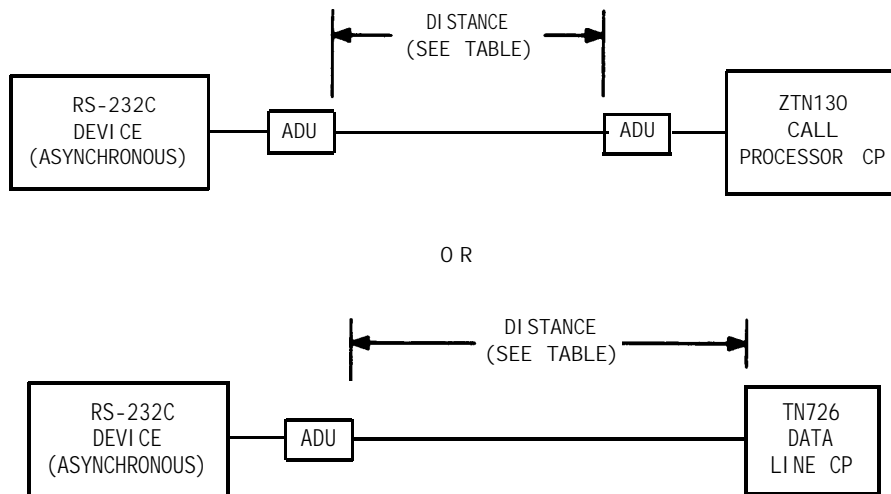 DISTANCE
(SEE TABLE)
RS-232C
DEVICE
(ASYNCHRONOUS)
ADU
ADU
ZTN130
CALL
PROCESSOR CP
OR
DISTANCE
(SEE TABLE)
RS-232C
DEVICE
(ASYNCHRONOUS)
ADU
TN726
DATA
LINE CP